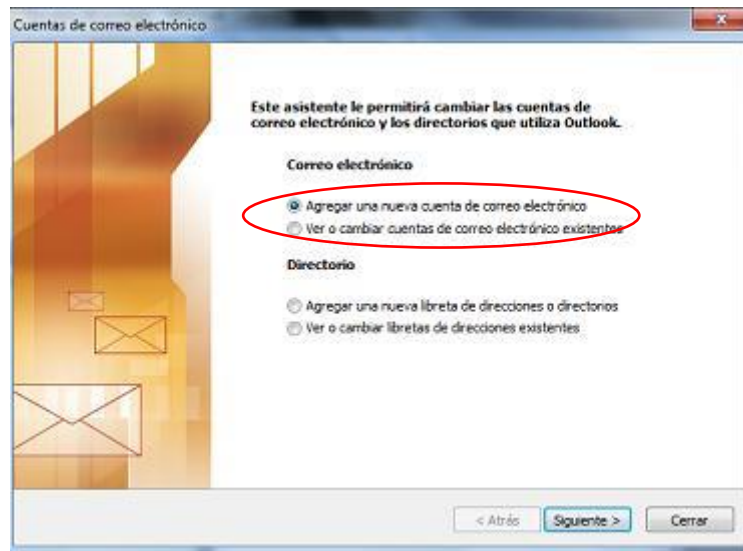 Cuentas de correo electrónico
Este asistente le permitirá cambiar las cuentas de
correo electrónico y los directorios que utiliza Outlook.
Correo electrónico
Agregar una nueva cuenta de correo electrónico
Ver o cambiar cuentas de correo electrónico existentes
Directorio
Agregar una nueva libreta de direcciones o directorios
Ver o cambiar libretas de direcciones existentes
< Atrás
Siguiente >
Cerrar